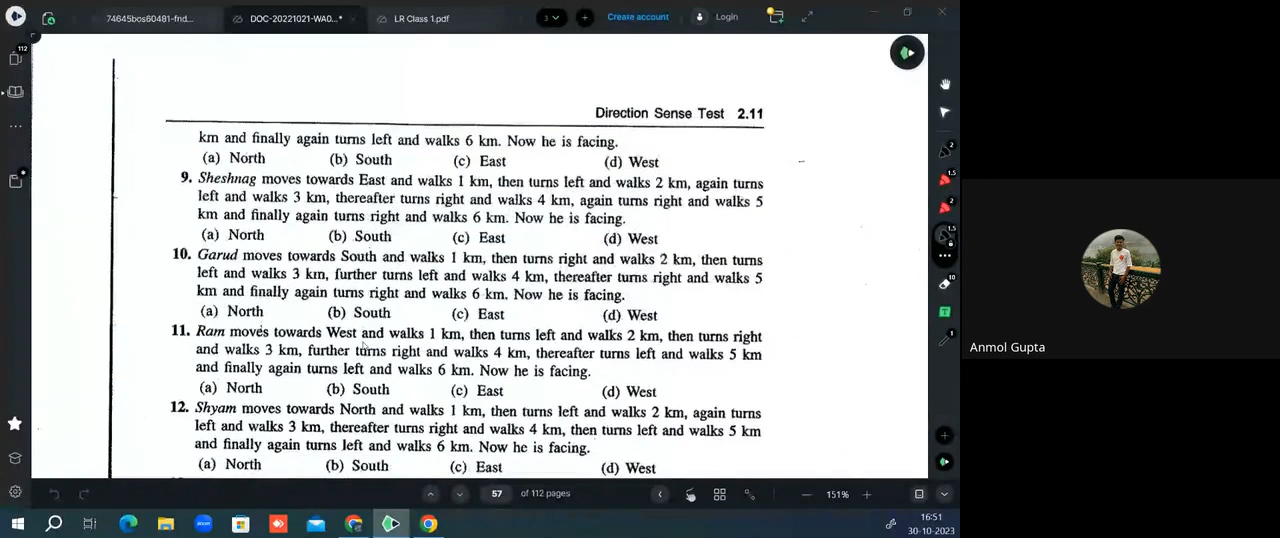 74645bos60481-fnd...
DOC-20221021-WA0...*
LR Class 1.pdf
3
Create account
Login
112
Direction Sense Test 2.11
km and finally again turns left and walks 6 km. Now he is facing.
(a) North (b) South (c) East (d) West
9. Sheshnag moves towards East and walks 1 km, then turns left and walks 2 km, again turns
left and walks 3 km, thereafter turns right and walks 4 km, again turns right and walks 5
km and finally again turns right and walks 6 km. Now he is facing.
(a) North (b) South (c) East (d) West
10. Garud moves towards South and walks 1 km, then turns right and walks 2 km, then turns
left and walks 3 km, further turns left and walks 4 km, thereafter turns right and walks 5
km and finally again turns right and walks 6 km. Now he is facing.
(a) North (b) South (c) East (d) West
11. Ram moves towards West and walks 1 km, then turns left and walks 2 km, then turns right
and walks 3 km, further turns right and walks 4 km, thereafter turns left and walks 5 km
and finally again turns left and walks 6 km. Now he is facing.
(a) North (b) South (c) East (d) West
12. Shyam moves towards North and walks 1 km, then turns left and walks 2 km, again turns
left and walks 3 km, thereafter turns right and walks 4 km, then turns left and walks 5 km
and finally again turns left and walks 6 km. Now he is facing.
(a) North (b) South (c) East (d) West
2
1.5
2
1.5
10
T
1
Anmol Gupta
57 of 112 pages
151%
zoom
16:51
30-10-2023